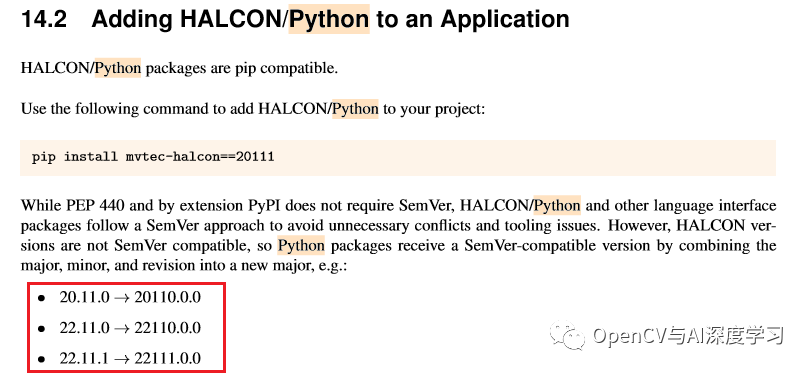 14.2 Adding HALCON/Python to an Application
HALCON/Python packages are pip compatible.
Use the following command to add HALCON/Python to your project:
pip install mvtec-halcon==20111
While PEP 440 and by extension PyPI does not require SemVer, HALCON/Python and other language interface
packages follow a SemVer approach to avoid unnecessary conflicts and tooling issues. However, HALCON ver-
sions are not SemVer compatible, so Python packages receive a SemVer-compatible version by combining the
major, minor, and revision into a new major, e.g.:
• 20.11.0 → 20110.0.0
• 22.11.0 → 22110.0.0
• 22.11.1 → 22111.0.0
OpenCV与AI深度学习